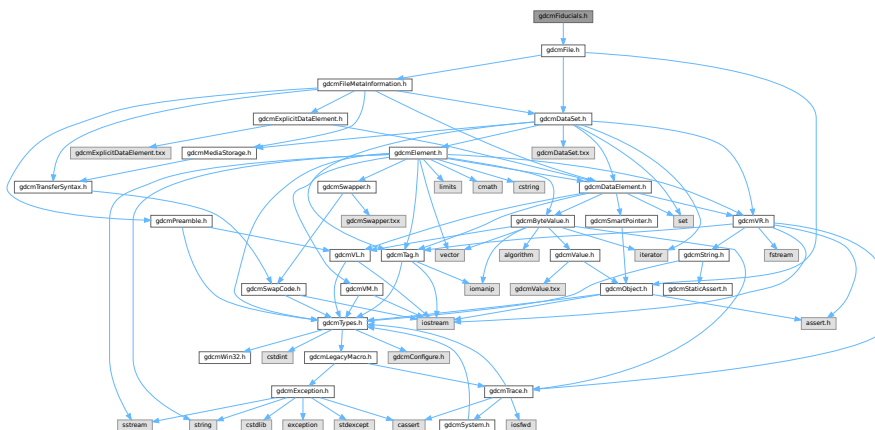 gdcmFiducials.h
gdcmFile.h
gdcmFileMetaInformation.h
gdcmExplicitDataElement.h gdcmDataSet.h
gdcmExplicitDataElement.txx gdcmMediaStorage.h gdcmElement.h gdcmDataSet.txx
gdcmTransferSyntax.h gdcmSwapper.h limits cmath cstring gdcmDataElement.h
gdcmPreamble.h gdcmSwapper.txx gdcmByteValue.h gdcmSmartPointer.h set gdcmVR.h
gdcmVL.h gdcmTag.h vector algorithm gdcmValue.h iterator gdcmString.h fstream
gdcmSwapCode.h gdcmVM.h iomanip gdcmValue.txx gdcmObject.h gdcmStaticAssert.h
gdcmTypes.h iostream assert.h
gdcmWin32.h cstdint gdcmLegacyMacro.h gdcmConfigure.h
gdcmException.h gdcmTrace.h
sstream string cstdlib exception stdexcept cassert gdcmSystem.h iosfwd